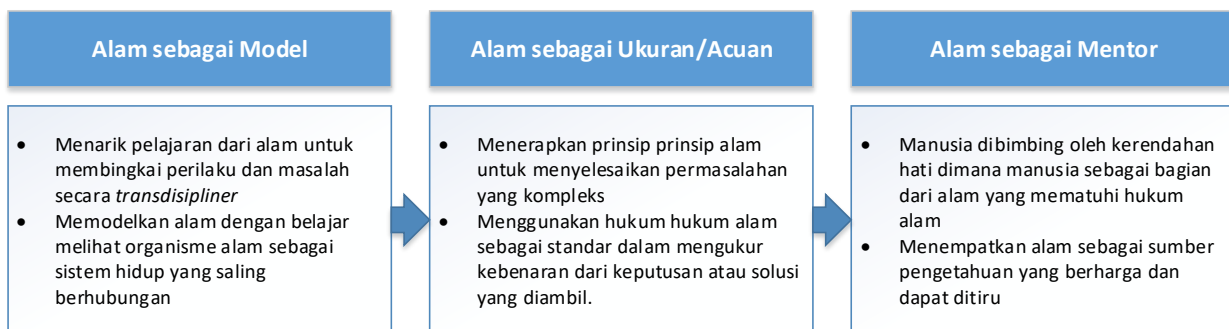 Alam sebagai Model
Menarik pelajaran dari alam untuk
membingkai perilaku dan masalah
secara transdisipliner
Memodelkan alam dengan belajar
melihat organisme alam sebagai
sistem hidup yang saling
berhubungan
Alam sebagai Ukuran/Acuan
Menerapkan prinsip prinsip alam
untuk menyelesaikan permasalahan
yang kompleks
Menggunakan hukum hukum alam
sebagai standar dalam mengukur
kebenaran dari keputusan atau solusi
yang diambil.
Alam sebagai Mentor
Manusia dibimbing oleh kerendahan
hati dimana manusia sebagai bagian
dari alam yang mematuhi hukum
alam
Menempatkan alam sebagai sumber
pengetahuan yang berharga dan
dapat ditiru